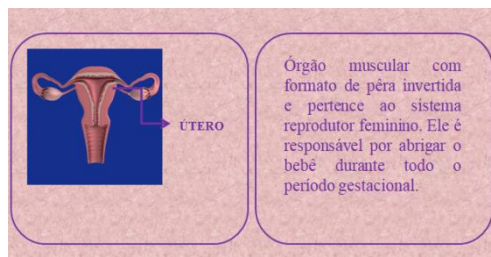 ÚTERO
Órgão muscular com
formato de pêra invertida
e pertence ao sistema
reprodutor feminino. Ele é
responsável por abrigar o
bebê durante todo o
período gestacional.